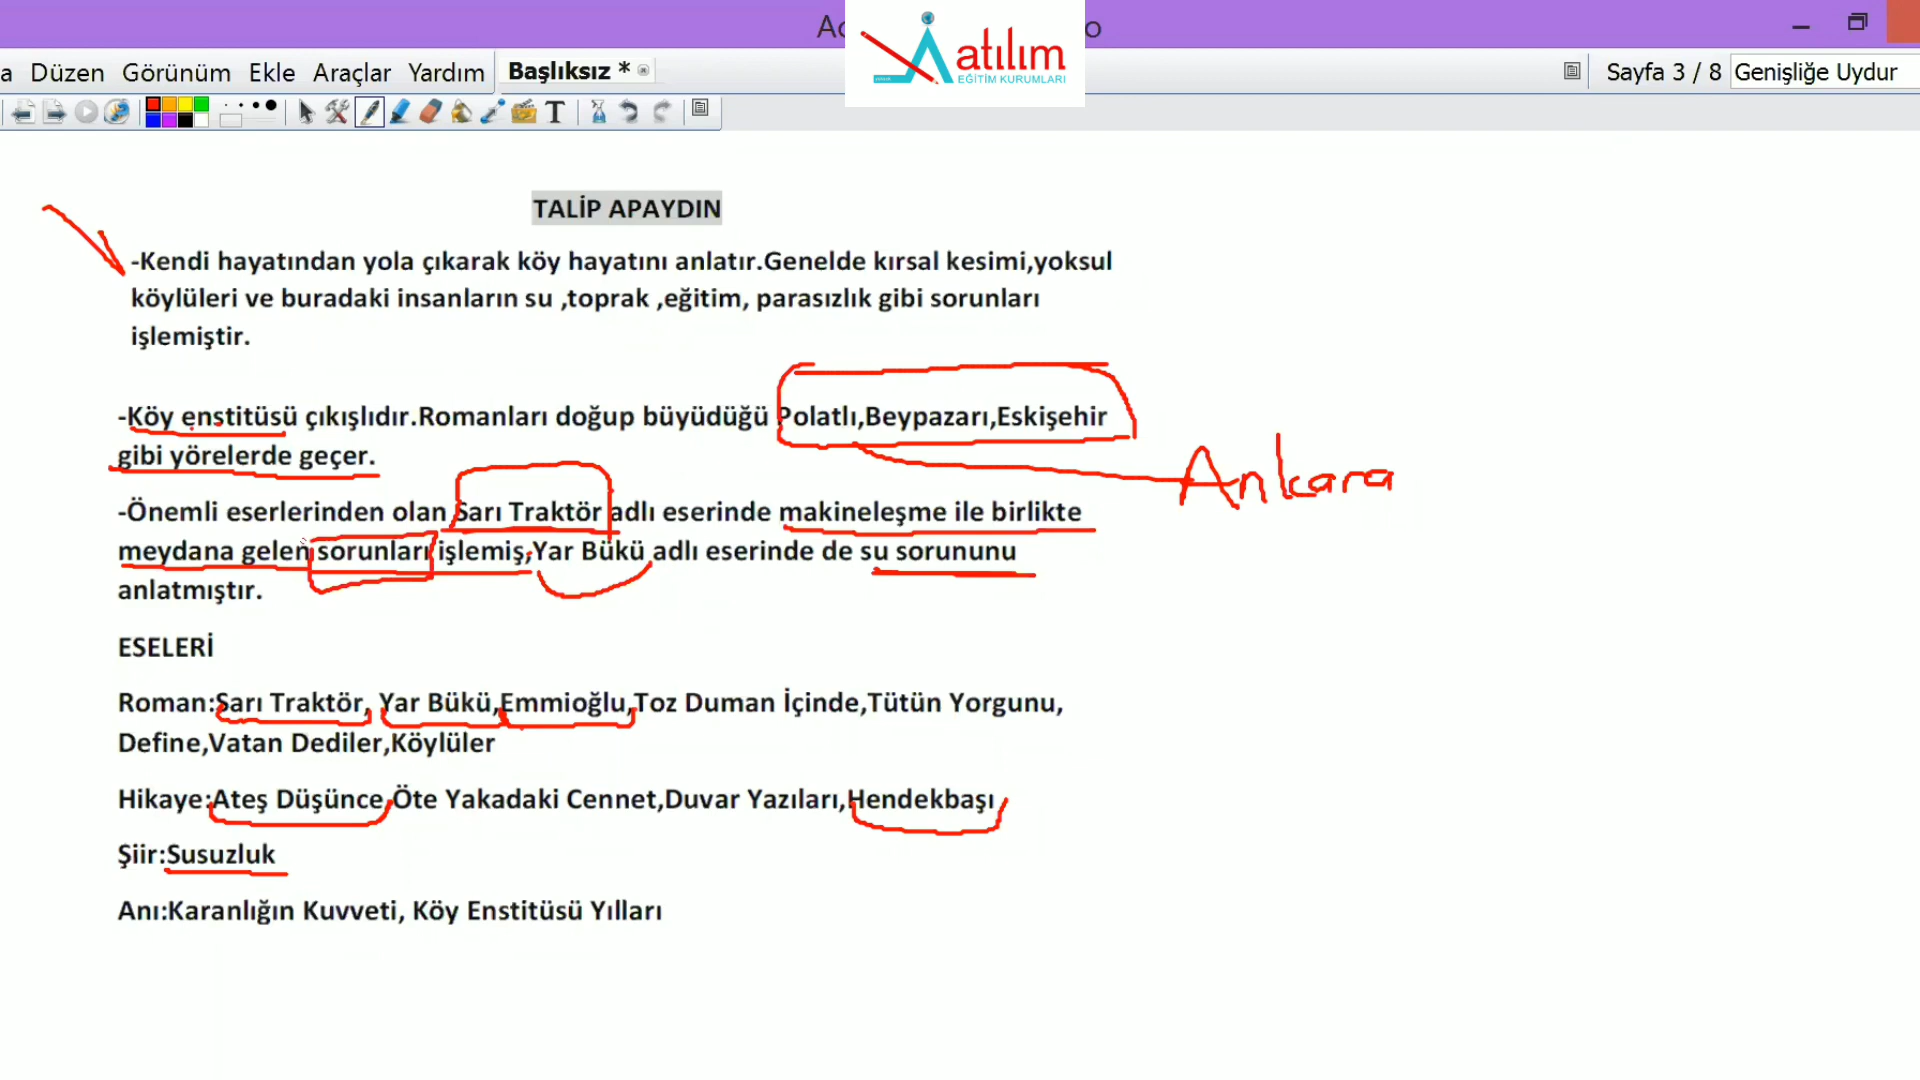 atılım
EĞİTİM KURUMLARI
a Düzen Görünüm Ekle Araçlar Yardım Başlıksız * Sayfa 3 / 8 Genişliğe Uydur
TALİP APAYDIN
-Kendi hayatından yola çıkarak köy hayatını anlatır.Genelde kırsal kesimi,yoksul
köylüleri ve buradaki insanların su ,toprak ,eğitim, parasızlık gibi sorunları
işlemiştir.
-Köy enstitüsü çıkışlıdır.Romanları doğup büyüdüğü Polatlı,Beypazarı,Eskişehir
gibi yörelerde geçer.
Ankara
-Önemli eserlerinden olan Sarı Traktör adlı eserinde makineleşme ile birlikte
meydana gelen sorunları işlemiş,Yar Bükü adlı eserinde de su sorununu
anlatmıştır.
ESELERİ
Roman:Sarı Traktör, Yar Bükü,Emmioğlu,Toz Duman İçinde,Tütün Yorgunu,
Define,Vatan Dediler,Köylüler
Hikaye:Ateş Düşünce,Öte Yakadaki Cennet,Duvar Yazıları,Hendekbaşı
Şiir:Susuzluk
Anı:Karanlığın Kuvveti, Köy Enstitüsü Yılları